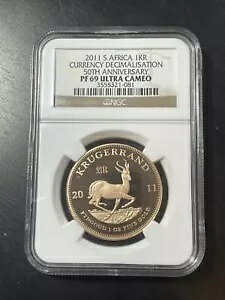 2011 S.AFRICA 1KR
CURRENCY DECIMALISATION
50TH ANNIVERSARY
PF 69 ULTRA CAMEO
3555321-081
NGC
KRUGERRAND
20 11
FYNGOUD 1 OZ FINE GOLD